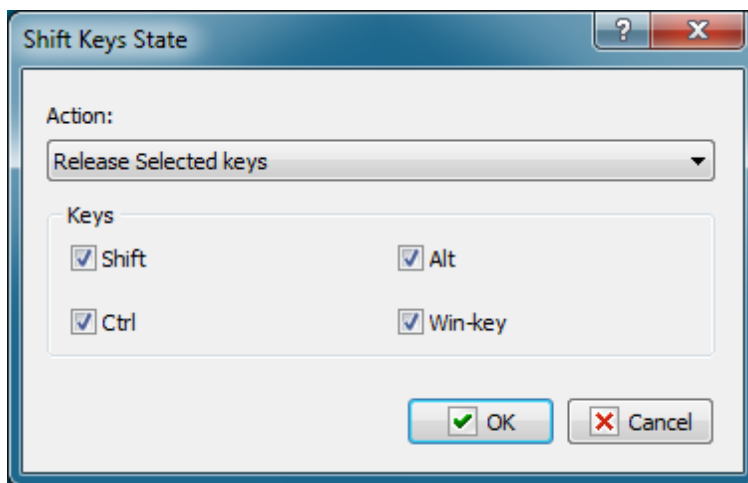 Shift Keys State
?
Action:
Release Selected keys
Keys
Shift
Alt
Ctrl
Win-key
OK
Cancel